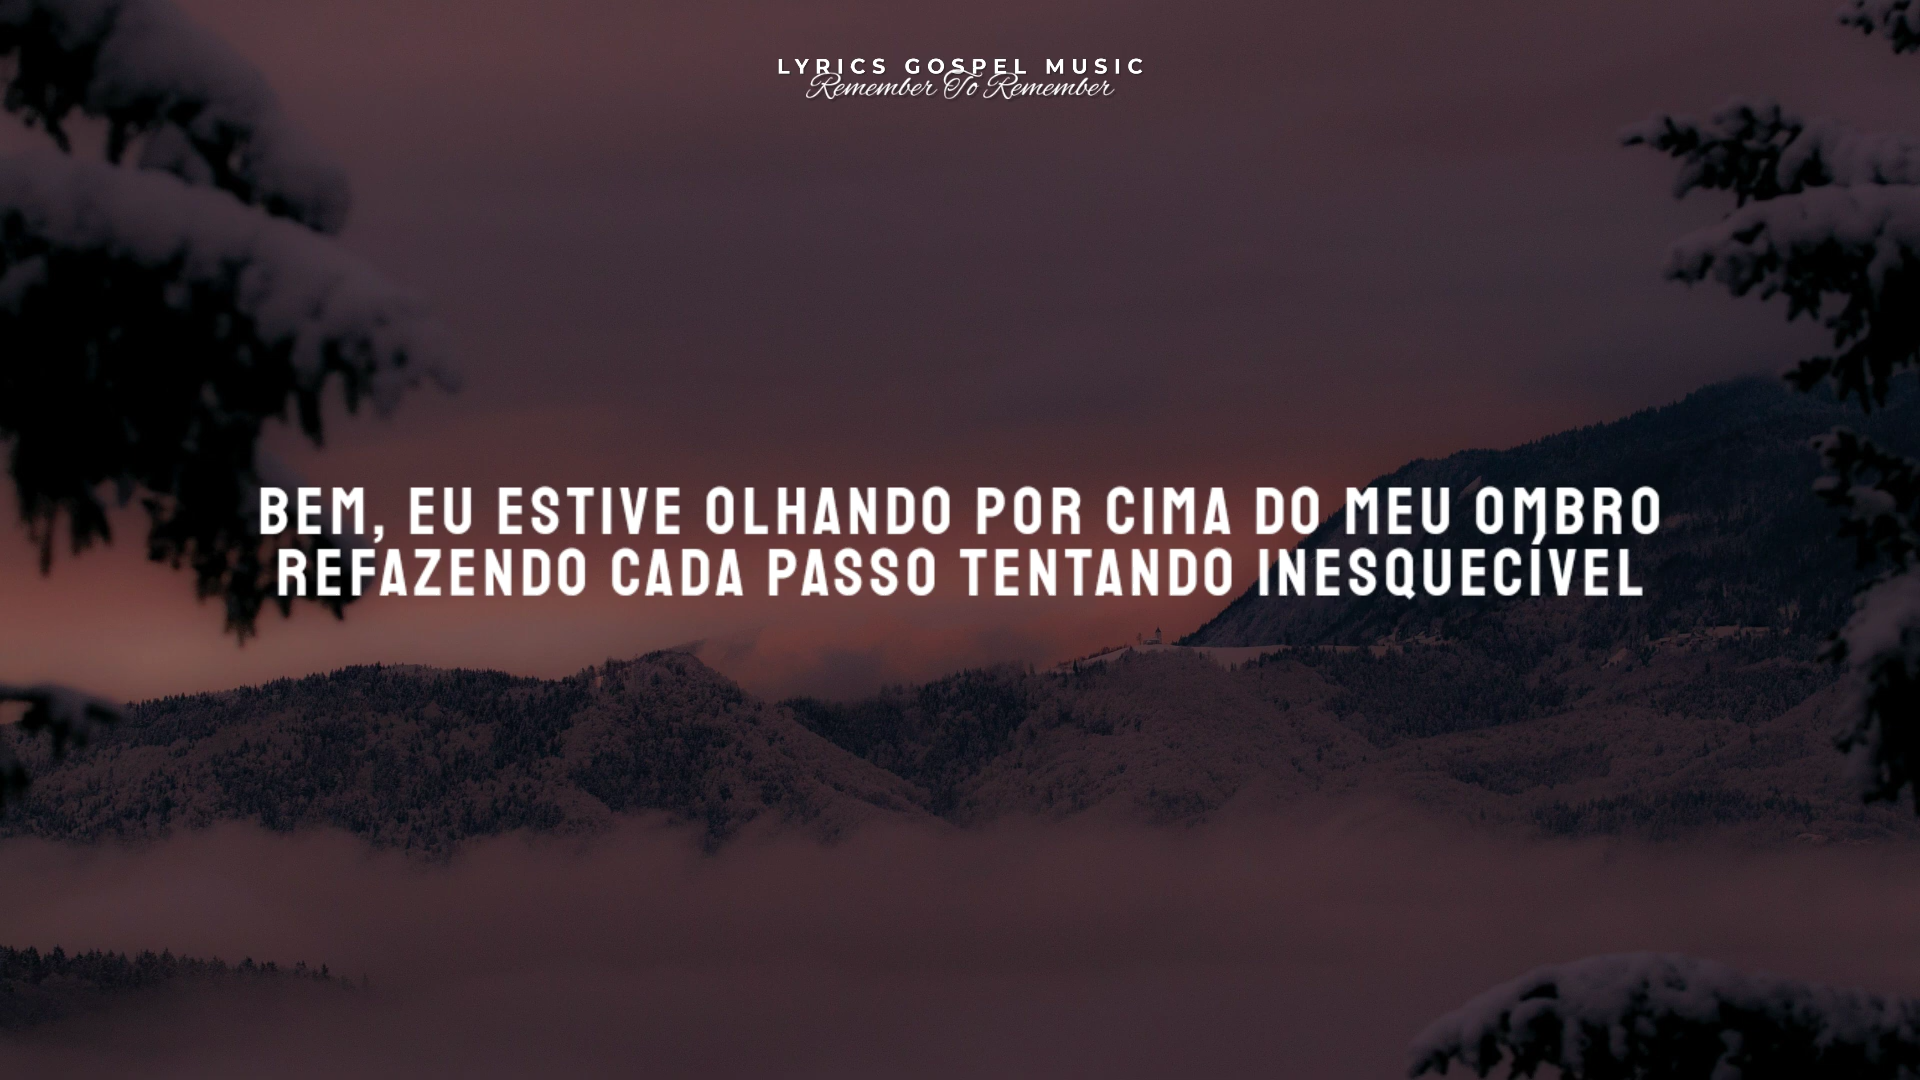 LYRICS GOSPEL MUSIC
Remember To Remember
BEM, EU ESTIVE OLHANDO POR CIMA DO MEU OMBRO
REFAZENDO CADA PASSO TENTANDO INESQUECÍVEL